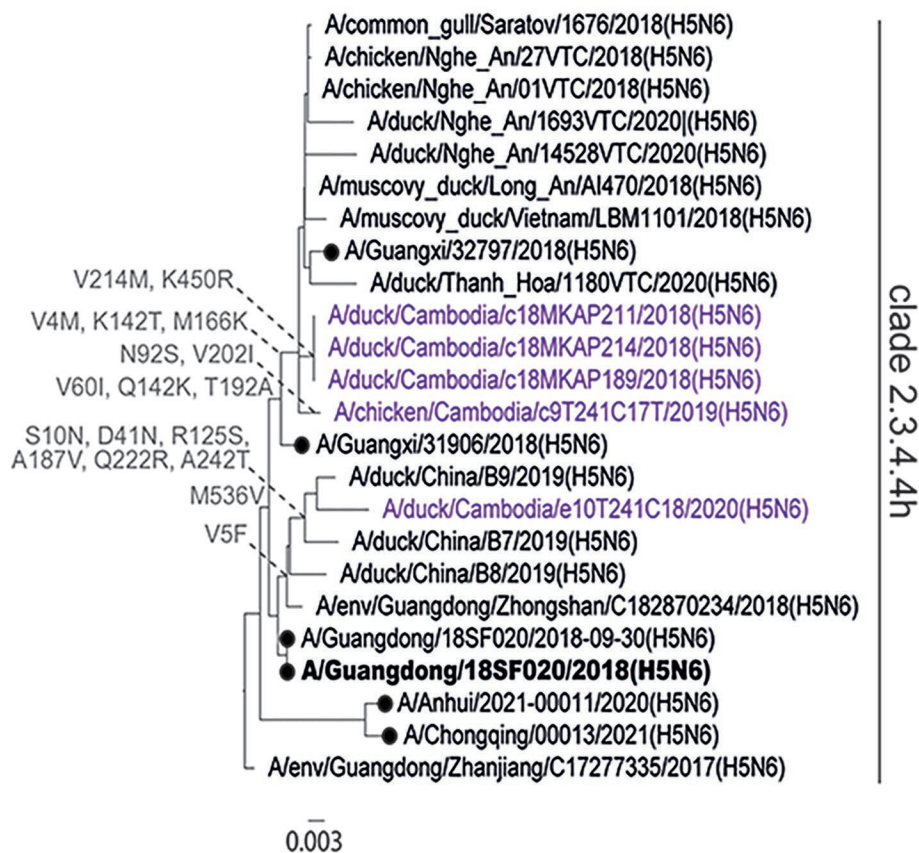 A/common_gull/Saratov/1676/2018(H5N6)
A/chicken/Nghe_An/27VTC/2018(H5N6)
A/chicken/Nghe_An/01VTC/2018(H5N6)
A/duck/Nghe_An/1693VTC/2020|(H5N6)
A/duck/Nghe_An/14528VTC/2020(H5N6)
A/muscovy_duck/Long_An/AI470/2018(H5N6)
A/muscovy_duck/Vietnam/LBM1101/2018(H5N6)
A/Guangxi/32797/2018(H5N6)
A/duck/Thanh_Hoa/1180VTC/2020(H5N6)
V214M, K450R
A/duck/Cambodia/c18MKAP211/2018(H5N6)
V4M, K142T, M166K
A/duck/Cambodia/c18MKAP214/2018(H5N6)
N92S, V202I
A/duck/Cambodia/c18MKAP189/2018(H5N6)
V60I, Q142K, T192A
A/chicken/Cambodia/c9T241C17T/2019(H5N6)
S10N, D41N, R125S,
A/Guangxi/31906/2018(H5N6)
A187V, Q222R, A242T
A/duck/China/B9/2019(H5N6)
M536V
A/duck/Cambodia/e10T241C18/2020(H5N6)
V5F
A/duck/China/B7/2019(H5N6)
A/duck/China/B8/2019(H5N6)
A/env/Guangdong/Zhongshan/C182870234/2018(H5N6)
A/Guangdong/18SF020/2018-09-30(H5N6)
A/Guangdong/18SF020/2018(H5N6)
A/Anhui/2021-00011/2020(H5N6)
A/Chongqing/00013/2021(H5N6)
A/env/Guangdong/Zhanjiang/C17277335/2017(H5N6)
clade 2.3.4.4h
0.003